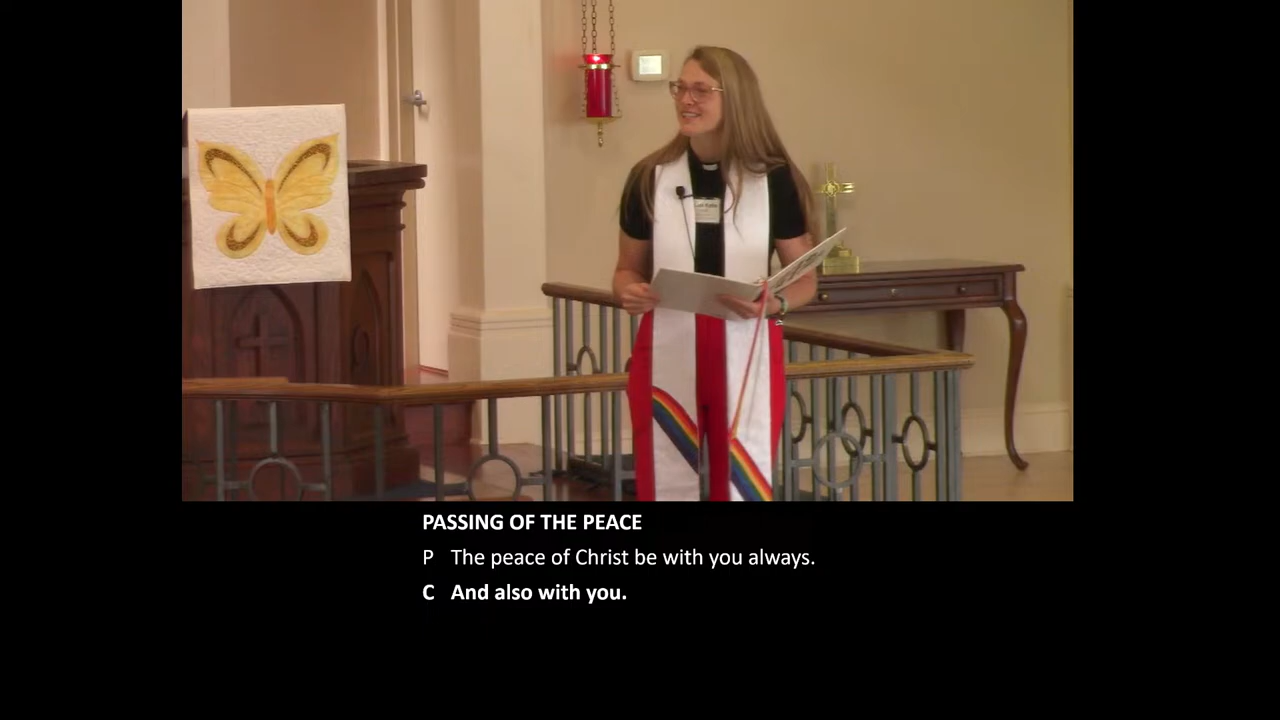 PASSING OF THE PEACE
P The peace of Christ be with you always.
C And also with you.